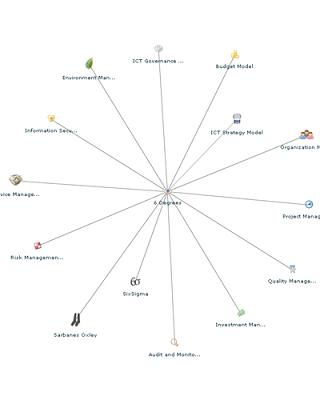 ICT Governance ...
Budget Model
Environment Man...
Information Secu...
ICT Strategy Model
Organization M
vice Manage...
6 Degrees
Project Manag
Risk Managemen...
Quality Manage...
SixSigma
Sarbanes Oxley
Investment Man...
Audit and Monito...